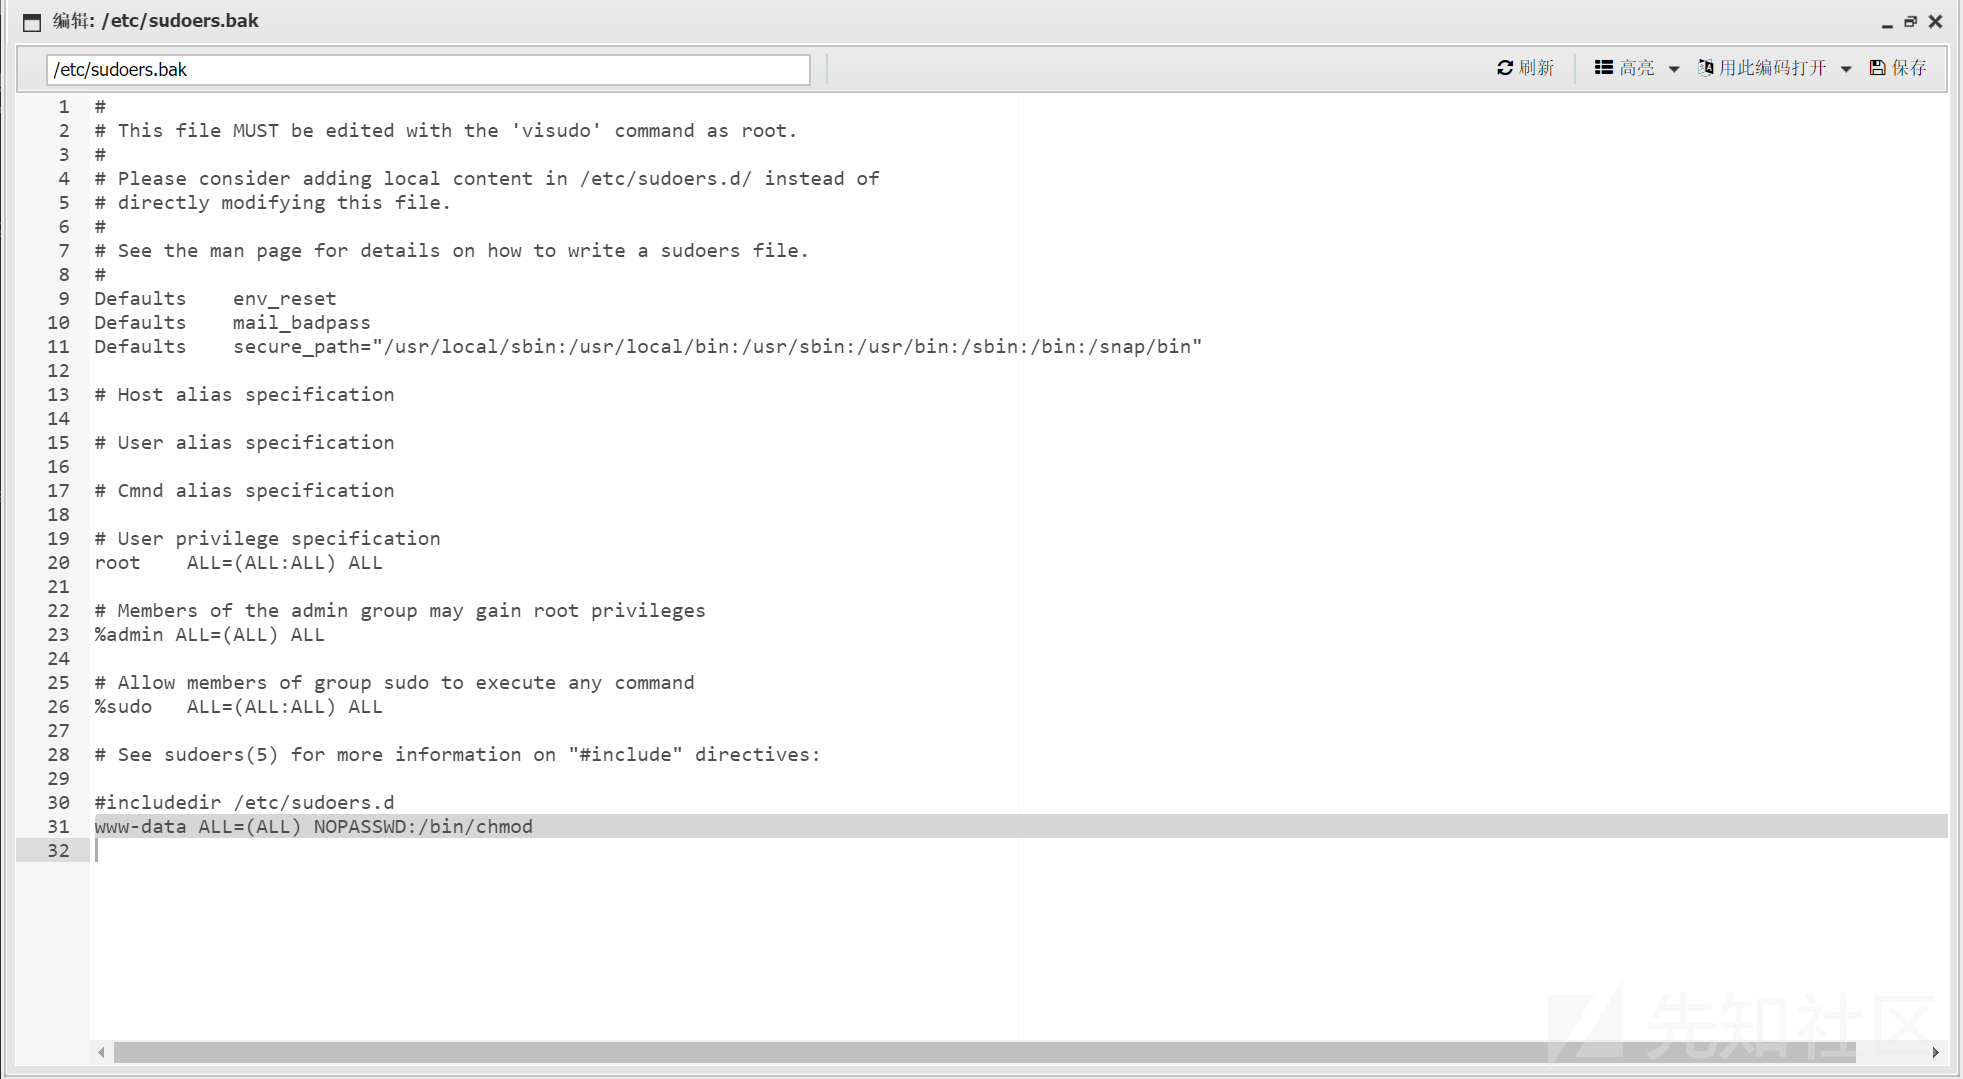 编辑: /etc/sudoers.bak
/etc/sudoers.bak 刷新 高亮 用此编码打开 保存
1 #
2 # This file MUST be edited with the 'visudo' command as root.
3 #
4 # Please consider adding local content in /etc/sudoers.d/ instead of
5 # directly modifying this file.
6 #
7 # See the man page for details on how to write a sudoers file.
8 #
9 Defaults    env_reset
10 Defaults    mail_badpass
11 Defaults    secure_path="/usr/local/sbin:/usr/local/bin:/usr/sbin:/usr/bin:/sbin:/bin:/snap/bin"
12
13 # Host alias specification
14
15 # User alias specification
16
17 # Cmnd alias specification
18
19 # User privilege specification
20 root    ALL=(ALL:ALL) ALL
21
22 # Members of the admin group may gain root privileges
23 %admin ALL=(ALL) ALL
24
25 # Allow members of group sudo to execute any command
26 %sudo   ALL=(ALL:ALL) ALL
27
28 # See sudoers(5) for more information on "#include" directives:
29
30 #includedir /etc/sudoers.d
31 www-data ALL=(ALL) NOPASSWD:/bin/chmod
32
先知社区